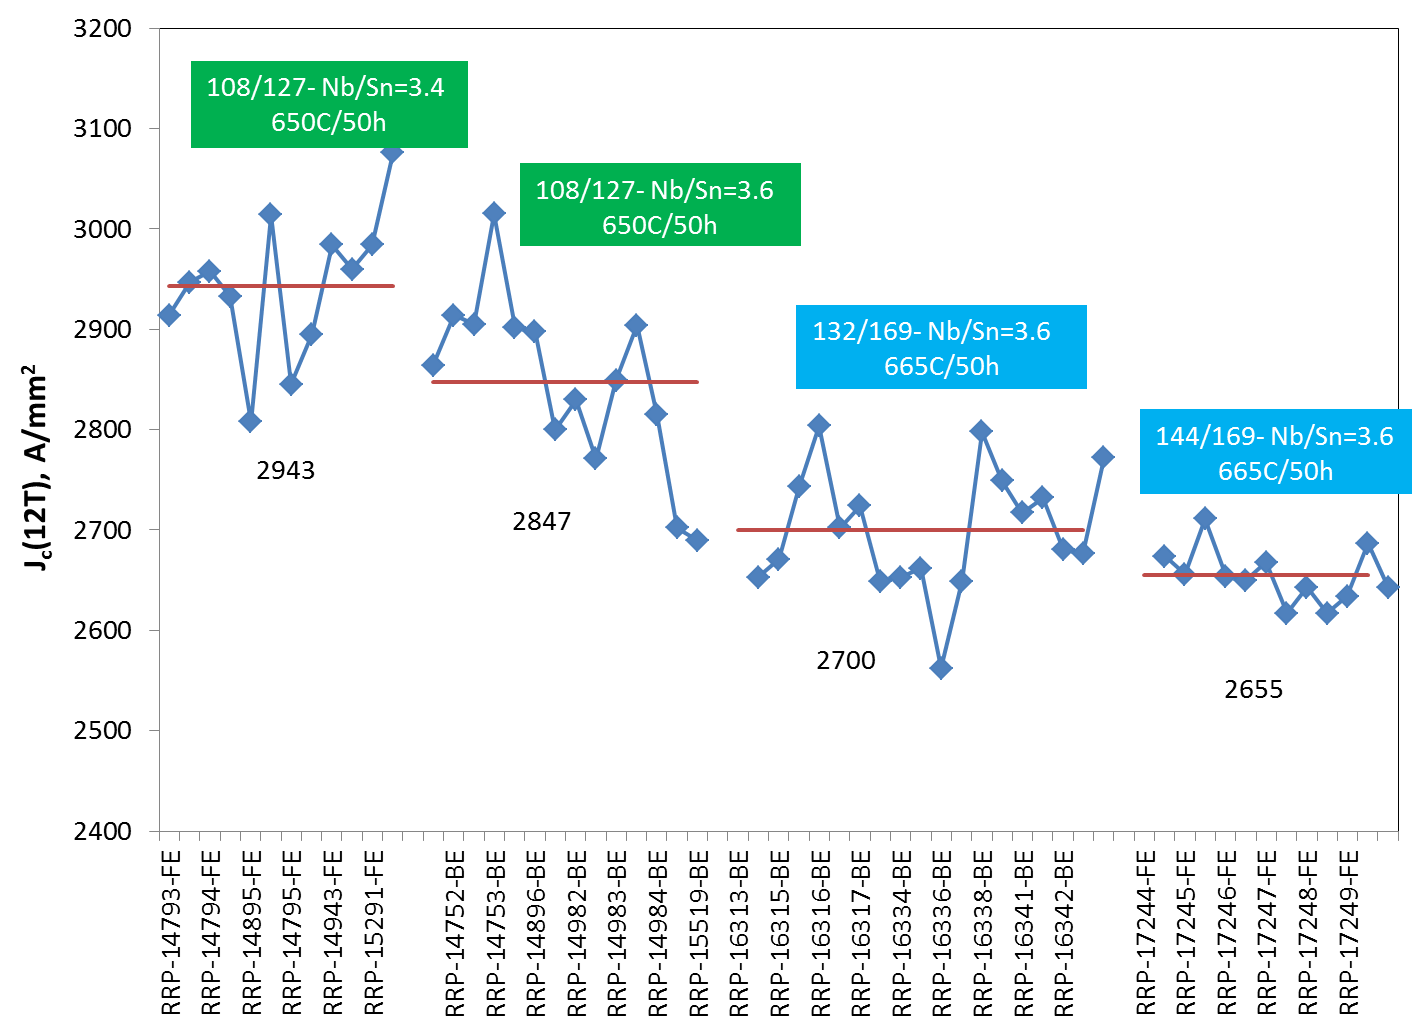 3200
3100
3000
2900
2800
2700
2600
2500
2400
Jc(12T), A/mm²
108/127- Nb/Sn=3.4
650C/50h
108/127- Nb/Sn=3.6
650C/50h
132/169- Nb/Sn=3.6
665C/50h
144/169- Nb/Sn=3.6
665C/50h
2943
2847
2700
2655
RRP-14793-FE
RRP-14794-FE
RRP-14895-FE
RRP-14795-FE
RRP-14943-FE
RRP-15291-FE
RRP-14752-BE
RRP-14753-BE
RRP-14896-BE
RRP-14982-BE
RRP-14983-BE
RRP-14984-BE
RRP-15519-BE
RRP-16313-BE
RRP-16315-BE
RRP-16316-BE
RRP-16317-BE
RRP-16334-BE
RRP-16336-BE
RRP-16338-BE
RRP-16341-BE
RRP-16342-BE
RRP-17244-FE
RRP-17245-FE
RRP-17246-FE
RRP-17247-FE
RRP-17248-FE
RRP-17249-FE